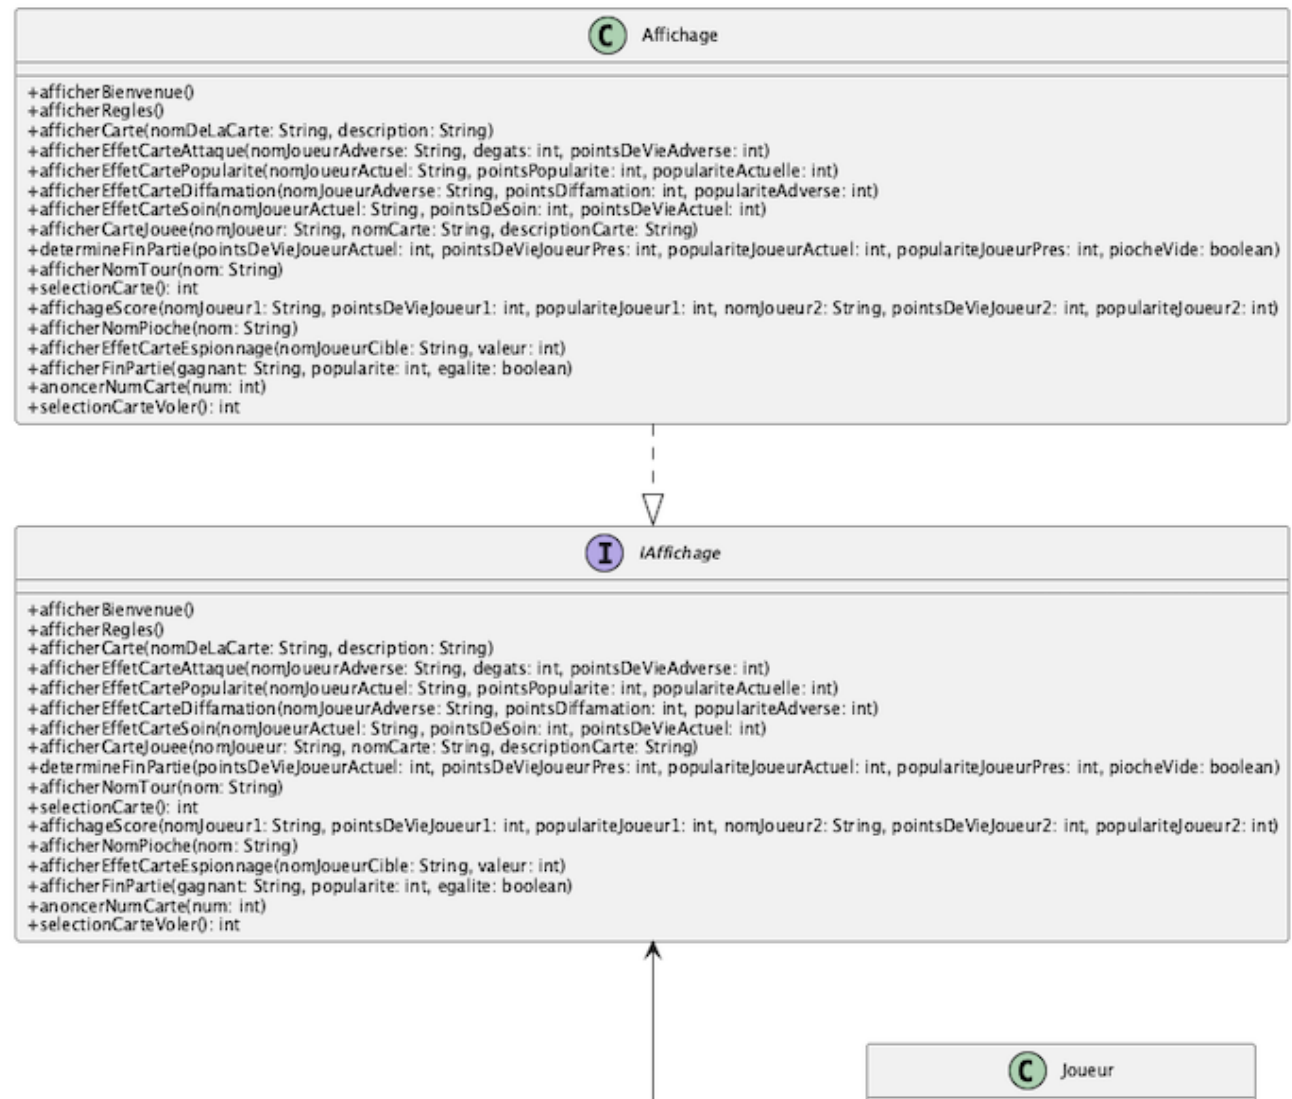 C Affichage
+afficherBienvenue()
+afficherRegles()
+afficherCarte(nomDeLaCarte: String, description: String)
+afficherEffetCarteAttaque(nomJoueurAdverse: String, degats: int, pointsDeVieAdverse: int)
+afficherEffetCartePopularite(nomJoueurActuel: String, pointsPopularite: int, populariteActuelle: int)
+afficherEffetCarteDiffamation(nomJoueurAdverse: String, pointsDiffamation: int, populariteAdverse: int)
+afficherEffetCarteSoin(nomJoueurActuel: String, pointsDeSoin: int, pointsDeVieActuel: int)
+afficherCarteJouee(nomJoueur: String, nomCarte: String, descriptionCarte: String)
+determineFinPartie(pointsDeVieJoueurActuel: int, pointsDeVieJoueurPres: int, populariteJoueurActuel: int, populariteJoueurPres: int, piocheVide: boolean)
+afficherNomTour(nom: String)
+selectionCarte(): int
+affichageScore(nomJoueur1: String, pointsDeVieJoueur1: int, populariteJoueur1: int, nomJoueur2: String, pointsDeVieJoueur2: int, populariteJoueur2: int)
+afficherNomPioche(nom: String)
+afficherEffetCarteEspionnage(nomJoueurCible: String, valeur: int)
+afficherFinPartie(gagnant: String, popularite: int, egalite: boolean)
+anoncerNumCarte(num: int)
+selectionCarteVoler(): int
I IAffichage
+afficherBienvenue()
+afficherRegles()
+afficherCarte(nomDeLaCarte: String, description: String)
+afficherEffetCarteAttaque(nomJoueurAdverse: String, degats: int, pointsDeVieAdverse: int)
+afficherEffetCartePopularite(nomJoueurActuel: String, pointsPopularite: int, populariteActuelle: int)
+afficherEffetCarteDiffamation(nomJoueurAdverse: String, pointsDiffamation: int, populariteAdverse: int)
+afficherEffetCarteSoin(nomJoueurActuel: String, pointsDeSoin: int, pointsDeVieActuel: int)
+afficherCarteJouee(nomJoueur: String, nomCarte: String, descriptionCarte: String)
+determineFinPartie(pointsDeVieJoueurActuel: int, pointsDeVieJoueurPres: int, populariteJoueurActuel: int, populariteJoueurPres: int, piocheVide: boolean)
+afficherNomTour(nom: String)
+selectionCarte(): int
+affichageScore(nomJoueur1: String, pointsDeVieJoueur1: int, populariteJoueur1: int, nomJoueur2: String, pointsDeVieJoueur2: int, populariteJoueur2: int)
+afficherNomPioche(nom: String)
+afficherEffetCarteEspionnage(nomJoueurCible: String, valeur: int)
+afficherFinPartie(gagnant: String, popularite: int, egalite: boolean)
+anoncerNumCarte(num: int)
+selectionCarteVoler(): int
C Joueur